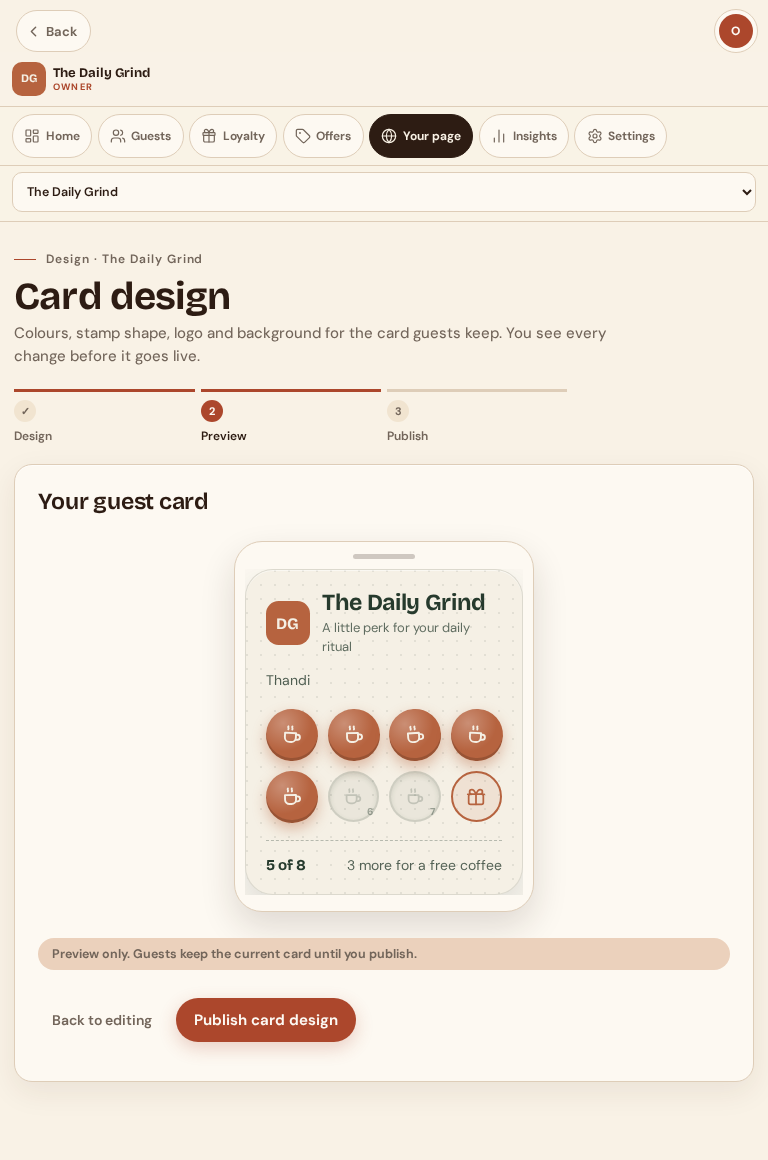 Back
O
DG
The Daily Grind
OWNER
Home
Guests
Loyalty
Offers
Your page
Insights
Settings
The Daily Grind
Design · The Daily Grind
Card design
Colours, stamp shape, logo and background for the card guests keep. You see every
change before it goes live.
✓
2
3
Design
Preview
Publish
Your guest card
DG
The Daily Grind
A little perk for your daily
ritual
Thandi
6
7
5 of 8
3 more for a free coffee
Preview only. Guests keep the current card until you publish.
Back to editing
Publish card design